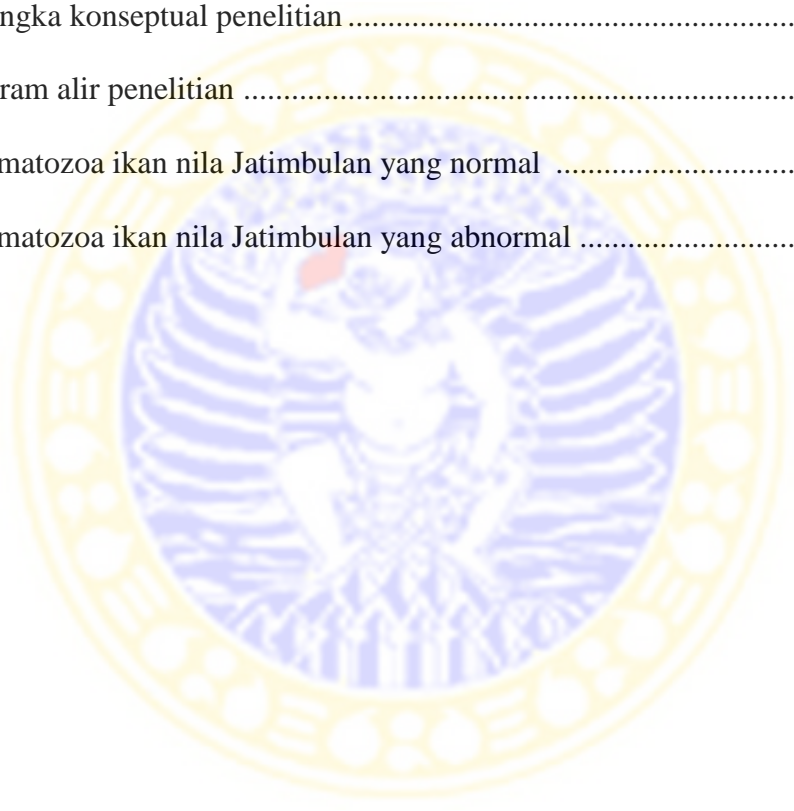 ngka konseptual penelitian ........................................................
ram alir penelitian .....................................................................
matozoa ikan nila Jatimbulan yang normal ..............................
matozoa ikan nila Jatimbulan yang abnormal ...........................